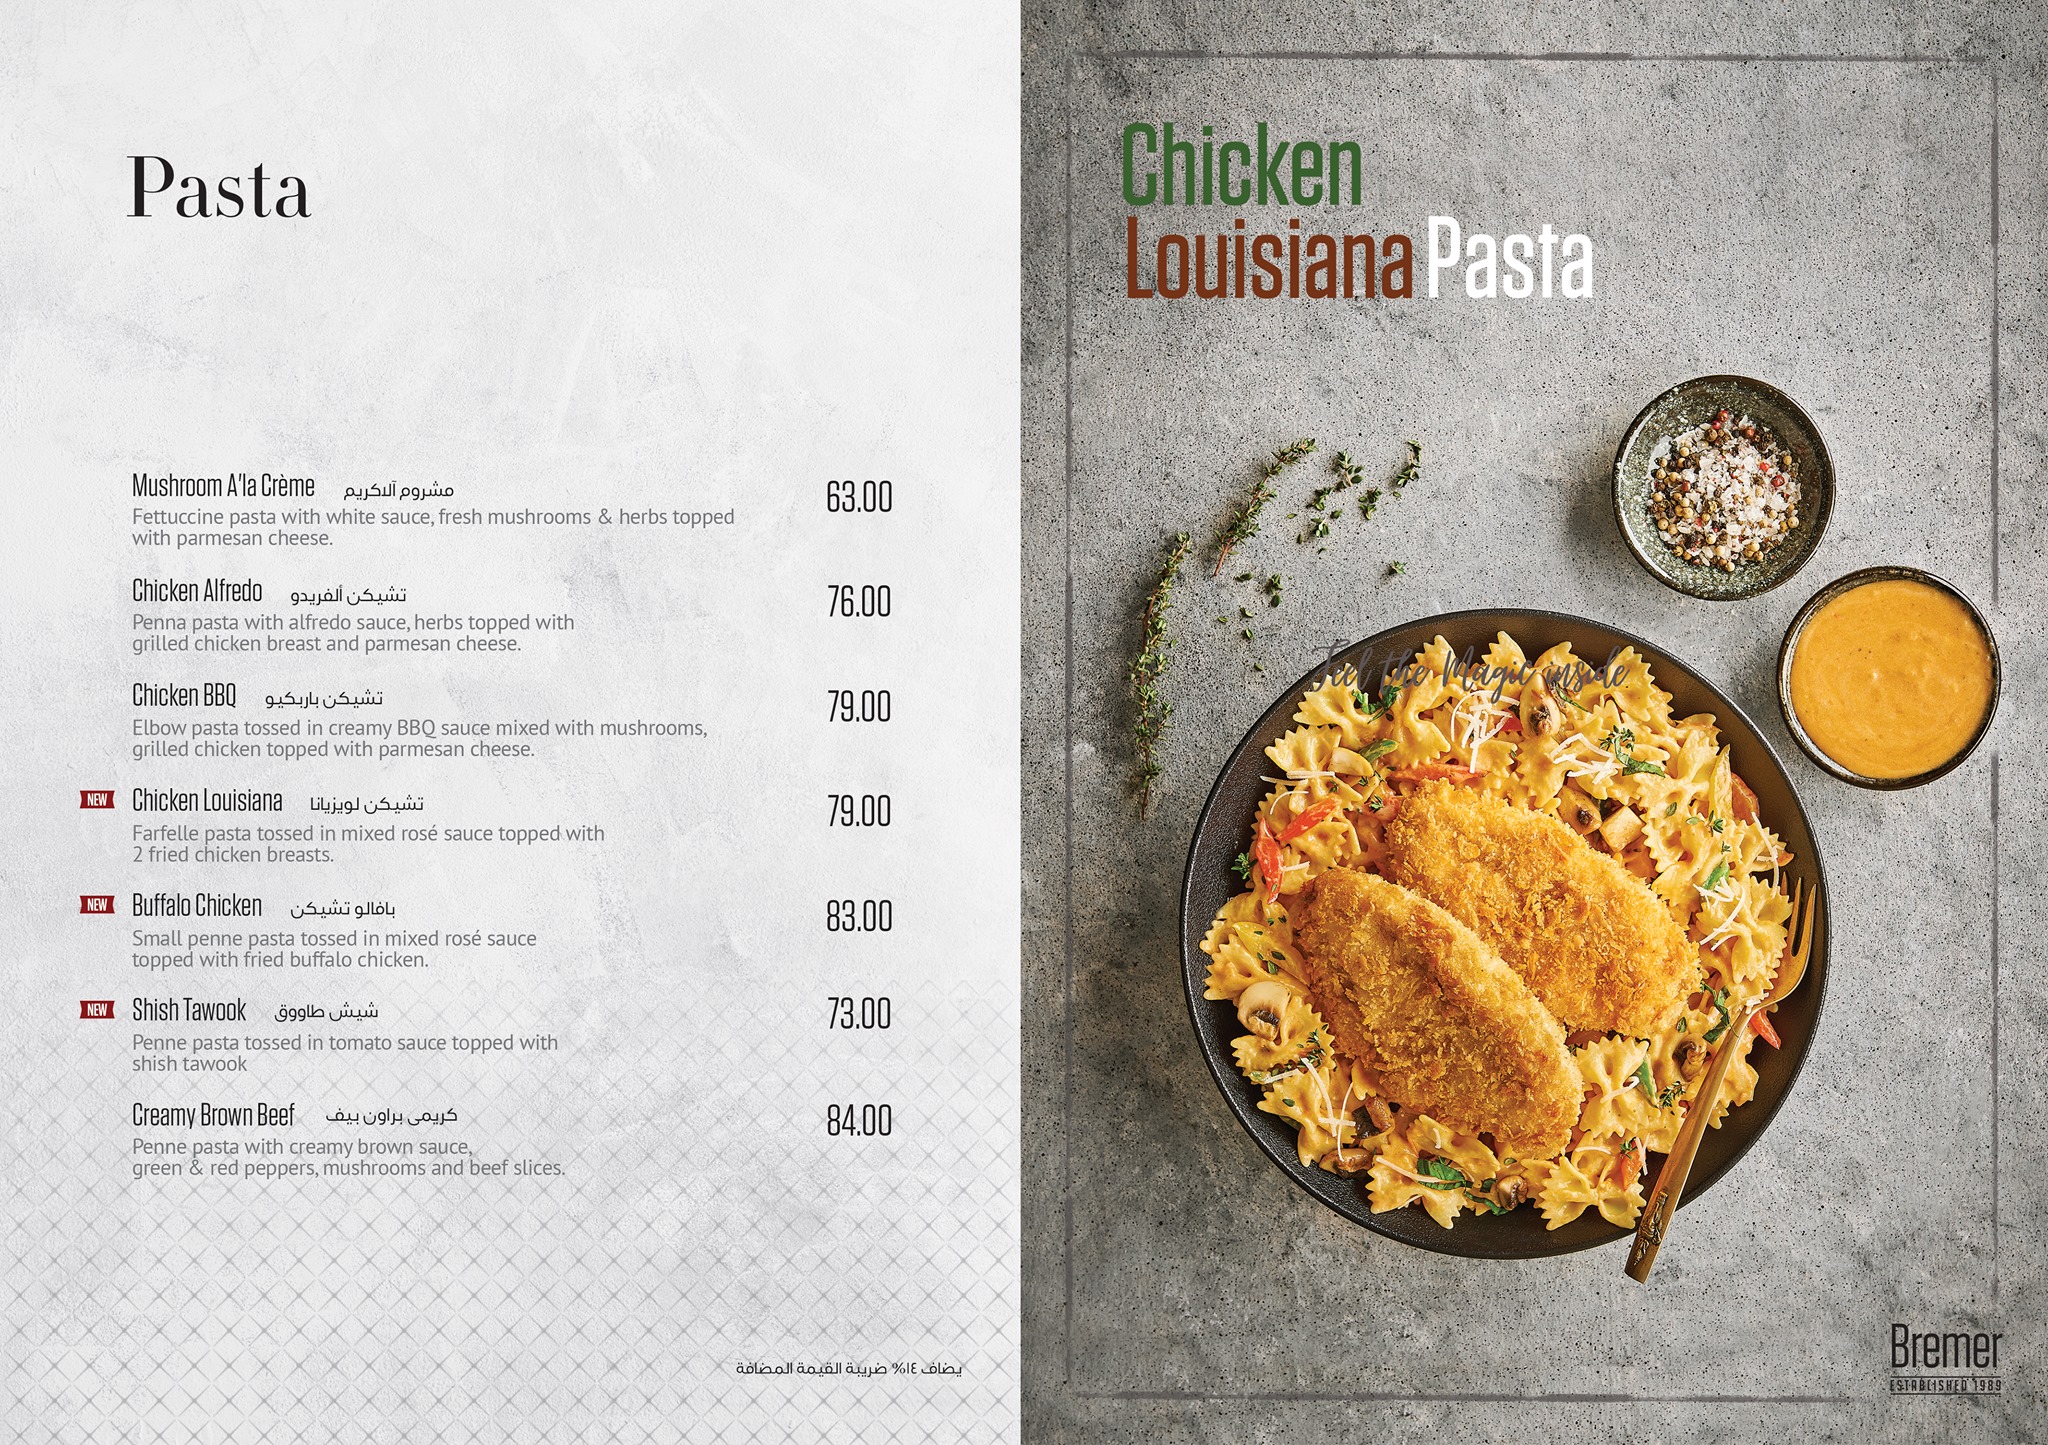 Pasta
Mushroom A'la Crème مشروم آلاكريم 63.00
Fettuccine pasta with white sauce, fresh mushrooms & herbs topped
with parmesan cheese.
Chicken Alfredo تشيكن ألفريدو 76.00
Penna pasta with alfredo sauce, herbs topped with
grilled chicken breast and parmesan cheese.
Chicken BBQ تشيكن باربكيو 79.00
Elbow pasta tossed in creamy BBQ sauce mixed with mushrooms,
grilled chicken topped with parmesan cheese.
NEW Chicken Louisiana تشيكن لويزيانا 79.00
Farfelle pasta tossed in mixed rosé sauce topped with
2 fried chicken breasts.
NEW Buffalo Chicken بافالو تشيكن 83.00
Small penne pasta tossed in mixed rosé sauce
topped with fried buffalo chicken.
NEW Shish Tawook شيش طاووق 73.00
Penne pasta tossed in tomato sauce topped with
shish tawook
Creamy Brown Beef كريمى براون بيف 84.00
Penne pasta with creamy brown sauce,
green & red peppers, mushrooms and beef slices.
يضاف ١٤% ضريبة القيمة المضافة
Chicken
Louisiana Pasta
Feel the Magic inside
Bremer
ESTABLISHED 1989